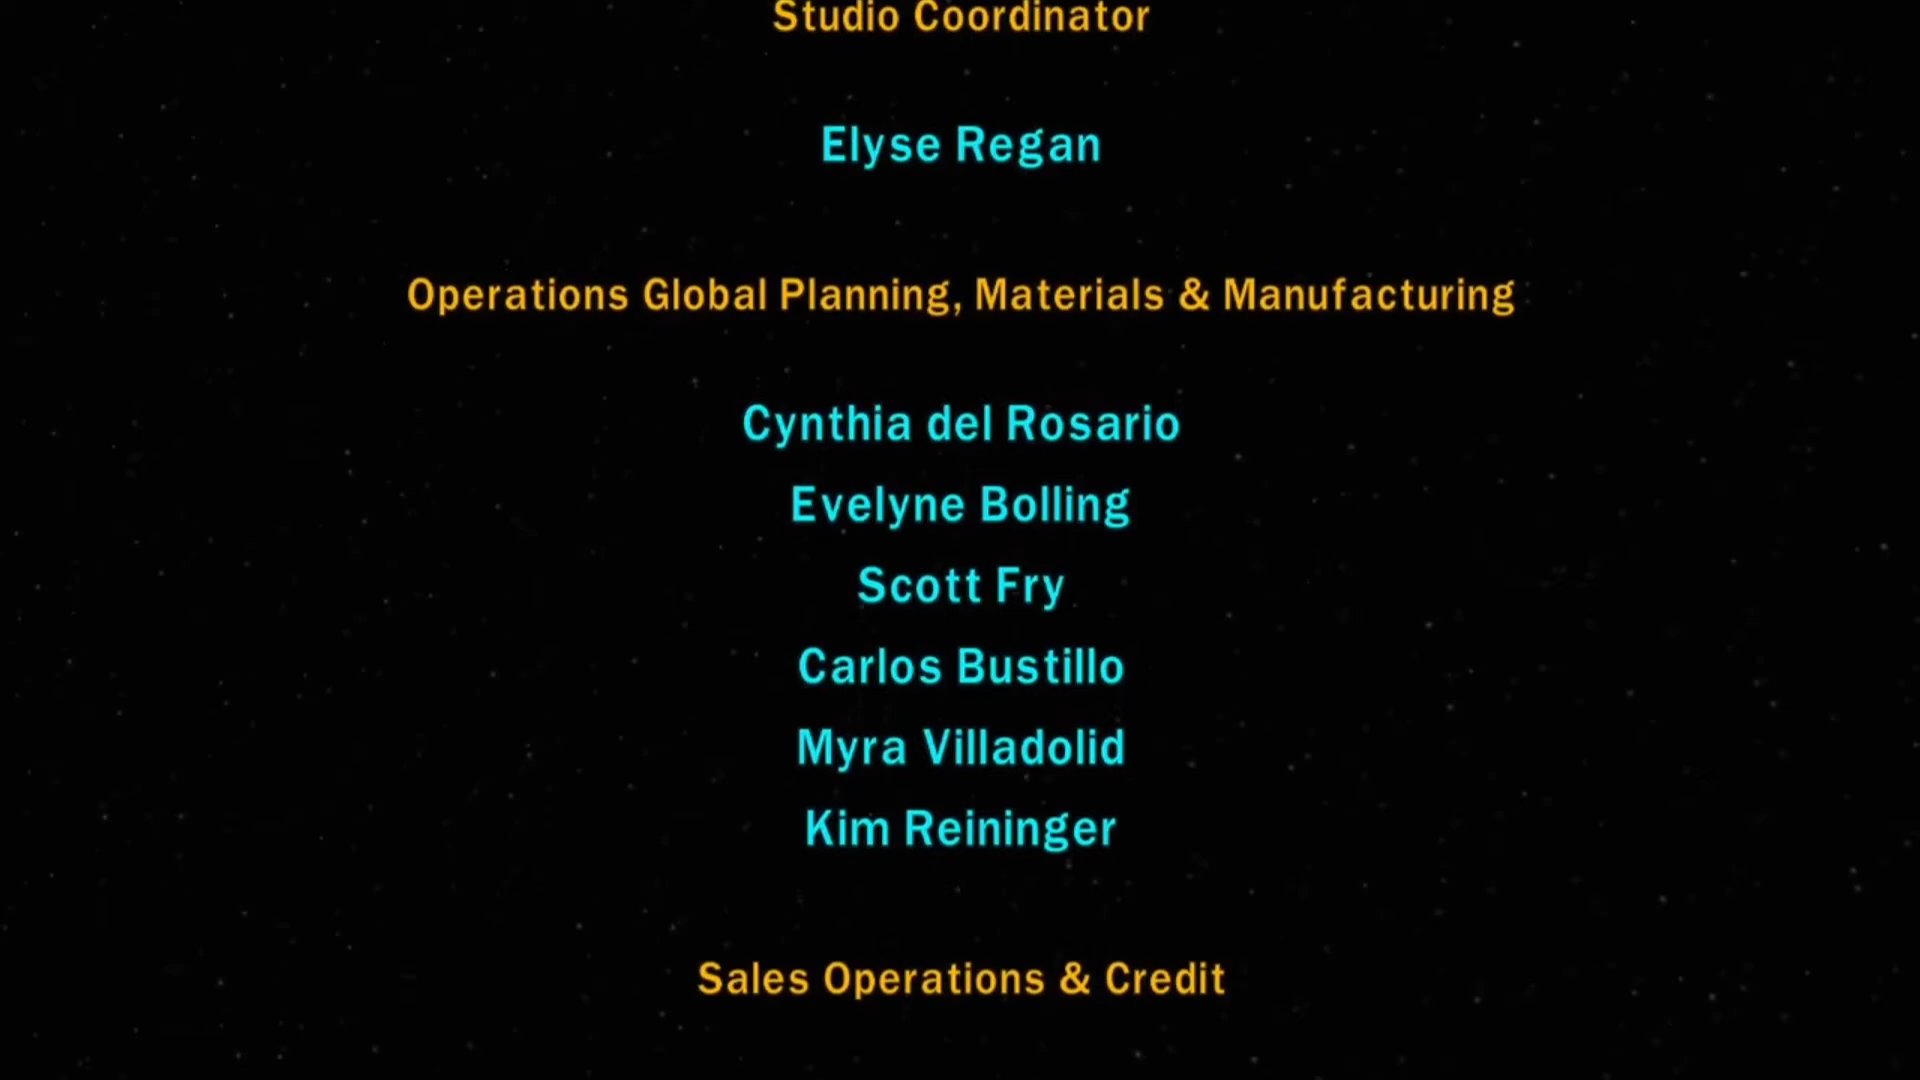 Studio Coordinator
Elyse Regan
Operations Global Planning, Materials & Manufacturing
Cynthia del Rosario
Evelyne Bolling
Scott Fry
Carlos Bustillo
Myra Villadolid
Kim Reininger
Sales Operations & Credit